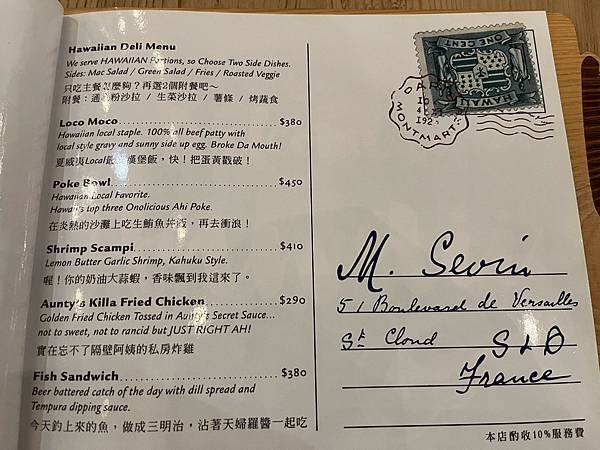 Hawaiian Deli Menu
We serve HAWAIIAN Portions, so Choose Two Side Dishes.
Sides: Mac Salad / Green Salad / Fries / Roasted Veggie
只吃主餐怎麼夠？再選2個附餐吧～
附餐：通心粉沙拉 / 生菜沙拉 / 薯條 / 烤蔬食
Loco Moco $380
Hawaiian local staple. 100% all beef patty with
local style gravy and sunny side up egg. Broke Da Mouth!
夏威夷Local漢堡飯，快！把蛋黃戳破！
Poke Bowl $450
Hawaiian Local Favorite.
Hawaii's top three Onolicious Ahi Poke.
在炎熱的沙灘上吃生鮪魚丼飯，再去衝浪！
Shrimp Scampi $410
Lemon Butter Garlic Shrimp, Kahuku Style.
喔！你的奶油大蒜蝦，香味飄到我這來了。
Aunty's Killa Fried Chicken $290
Golden Fried Chicken Tossed in Aunty's Secret Sauce...
not to sweet, not to rancid but JUST RIGHT AH!
實在忘不了隔壁阿姨的私房炸雞
Fish Sandwich $380
Beer battered catch of the day with dill spread and
Tempura dipping sauce.
今天釣上來的魚，做成三明治，沾著天婦羅醬一起吃
ONE CENT
HAWAII
MONTMARTRE
M. Sevin
51 Boulevard de Versailles
St Cloud
S & O
France
本店酌收10%服務費